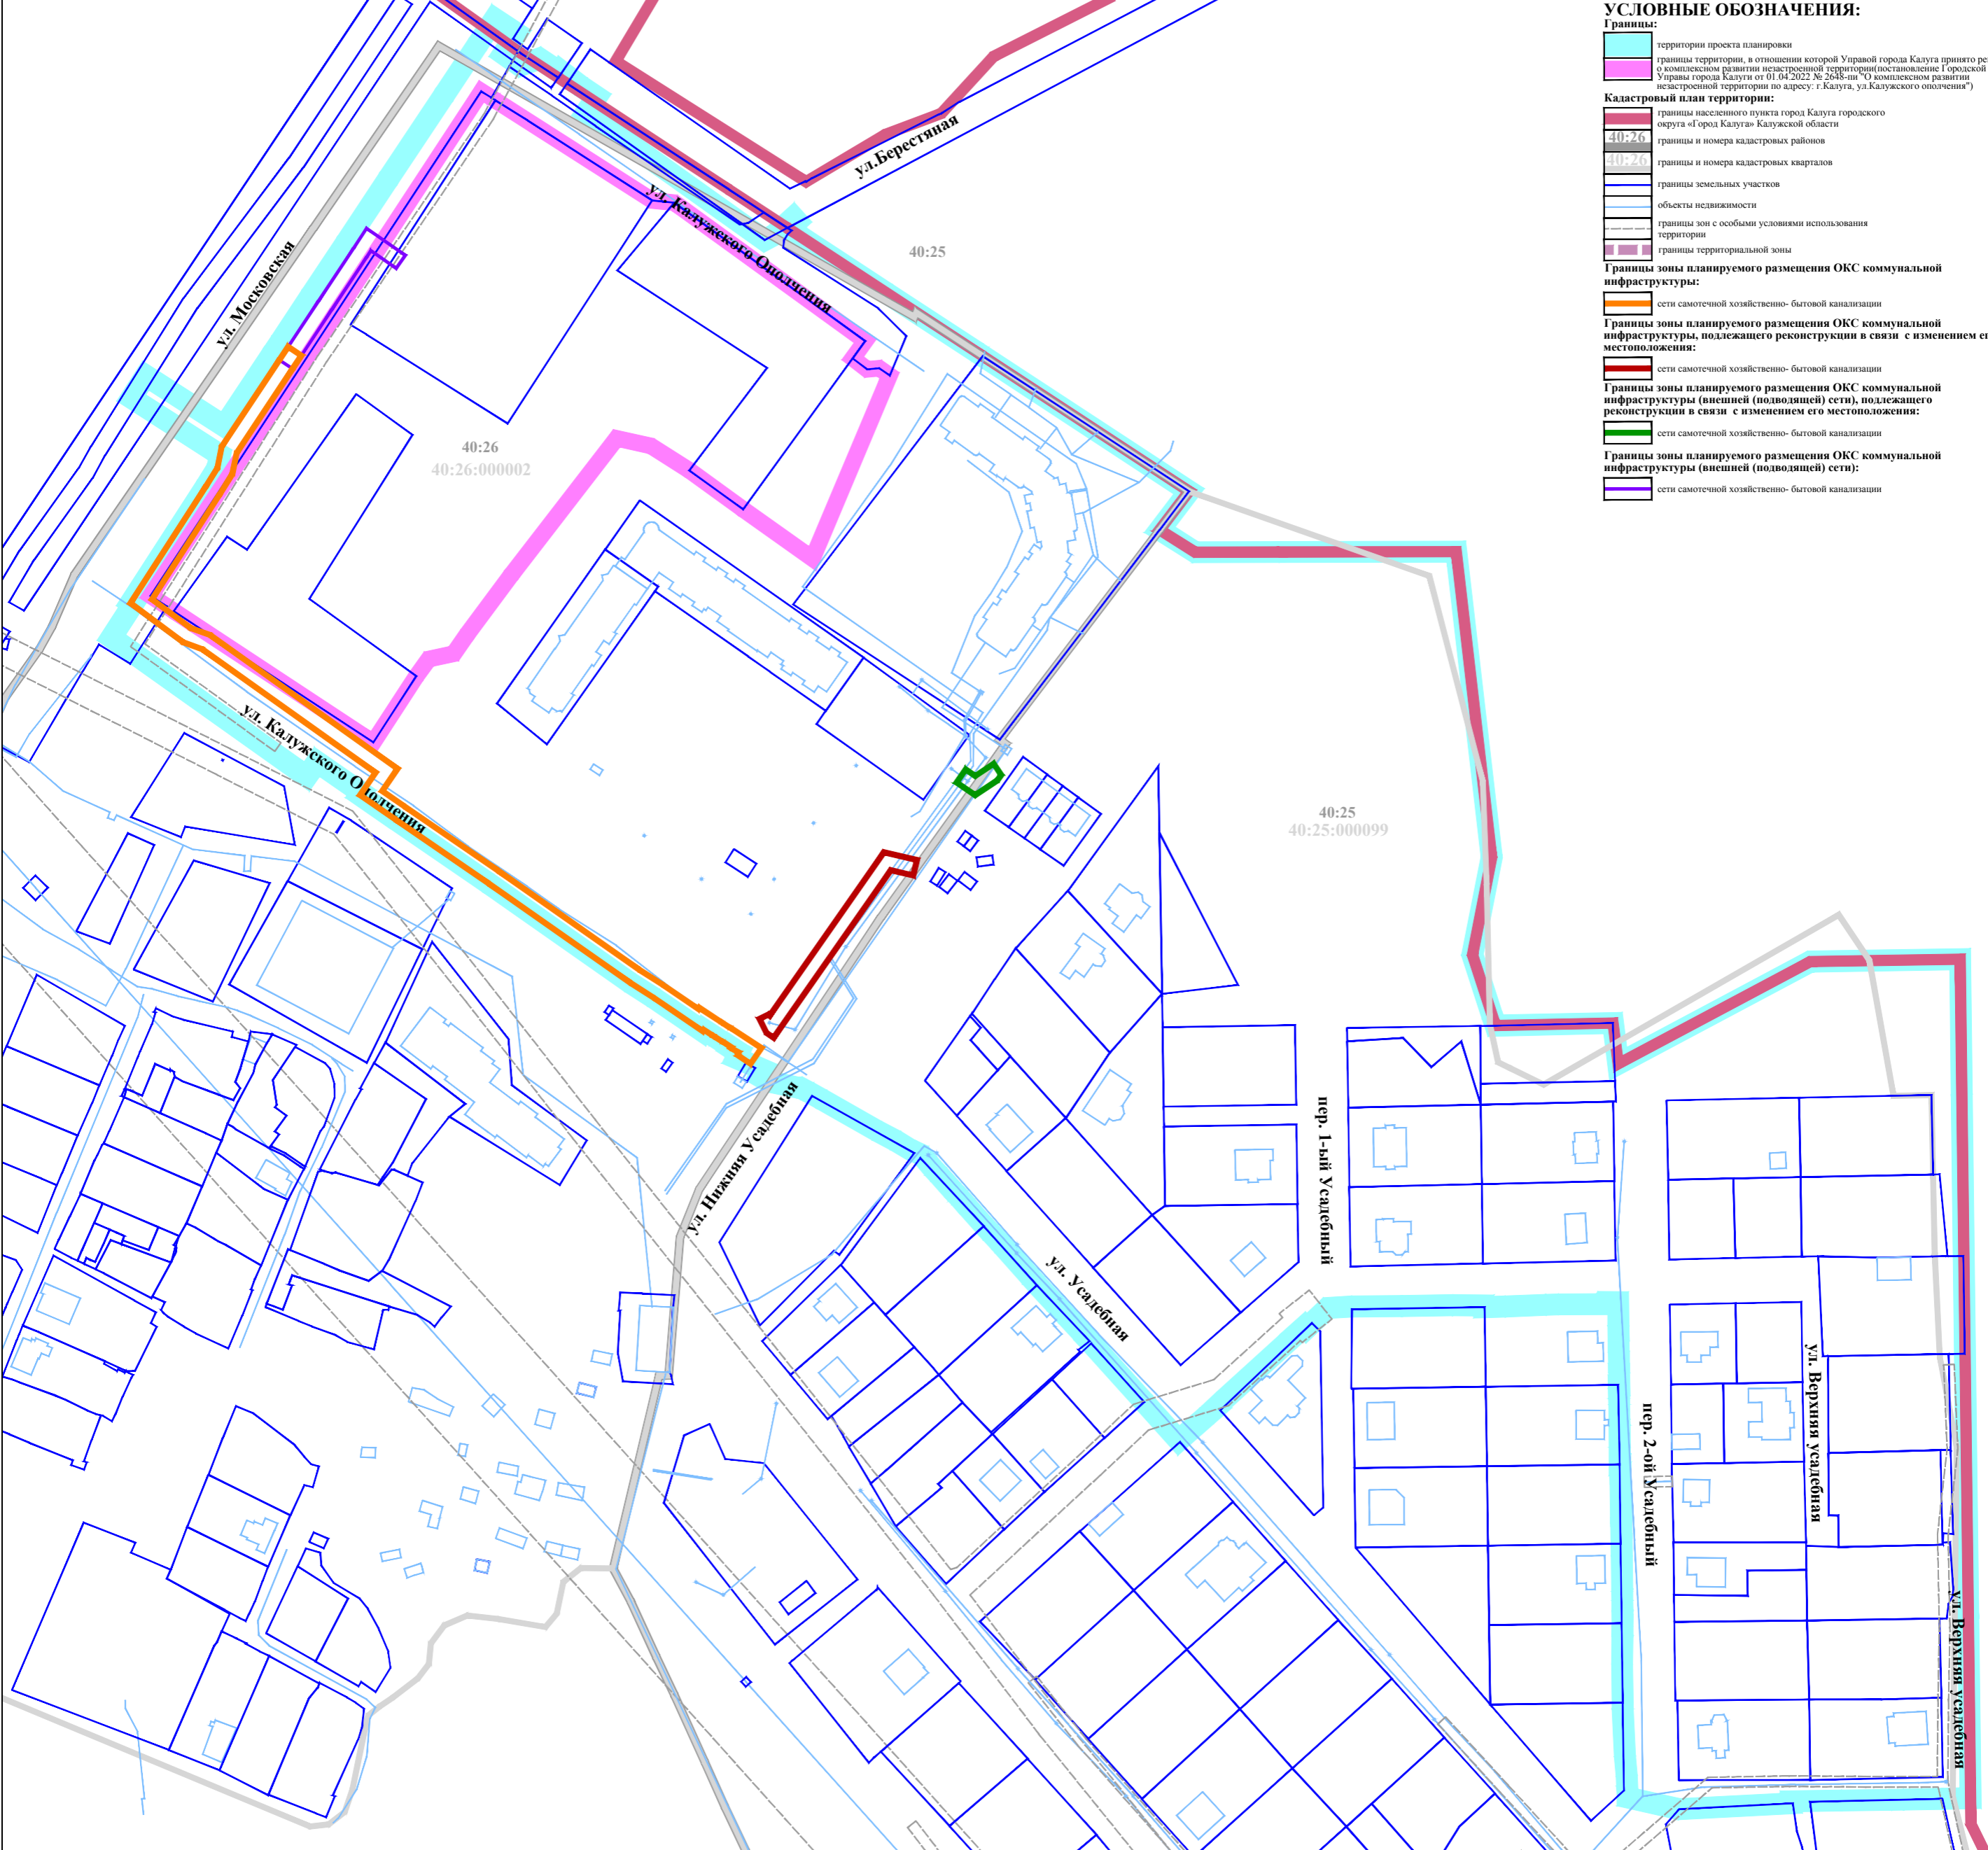 УСЛОВНЫЕ ОБОЗНАЧЕНИЯ:
Границы:
территории проекта планировки
границы территории, в отношении которой Управой города Калуга принято ре
о комплексном развитии незастроенной территории(постановление Городской
Управы города Калуги от 01.04.2022 № 2648-пи "О комплексном развитии
незастроенной территории по адресу: г.Калуга, ул.Калужского ополчения")
Кадастровый план территории:
границы населенного пункта город Калуга городского
округа «Город Калуга» Калужской области
40:26
границы и номера кадастровых районов
40:26
границы и номера кадастровых кварталов
границы земельных участков
объекты недвижимости
границы зон с особыми условиями использования
территории
границы территориальной зоны
Границы зоны планируемого размещения ОКС коммунальной
инфраструктуры:
сети самотечной хозяйственно- бытовой канализации
Границы зоны планируемого размещения ОКС коммунальной
инфраструктуры, подлежащего реконструкции в связи с изменением ег
местоположения:
сети самотечной хозяйственно- бытовой канализации
Границы зоны планируемого размещения ОКС коммунальной
инфраструктуры (внешней (подводящей) сети), подлежащего
реконструкции в связи с изменением его местоположения:
сети самотечной хозяйственно- бытовой канализации
Границы зоны планируемого размещения ОКС коммунальной
инфраструктуры (внешней (подводящей) сети):
сети самотечной хозяйственно- бытовой канализации
ул.Берестяная
ул. Калужского Ополчения
ул. Московская
40:25
40:26
40:26:000002
ул. Калужского Ополчения
40:25
40:25:000099
ул. Нижняя Усадебная
пер. 1-ый Усадебный
ул. Усадебная
пер. 2-ой Усадебный
ул. Верхняя усадебная
ул. Верхняя усадебная